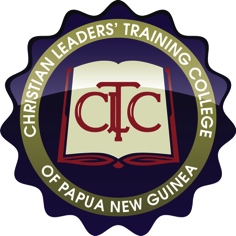 CHRISTIAN LEADERS' TRAINING COLLEGE
CLTC
OF PAPUA NEW GUINEA